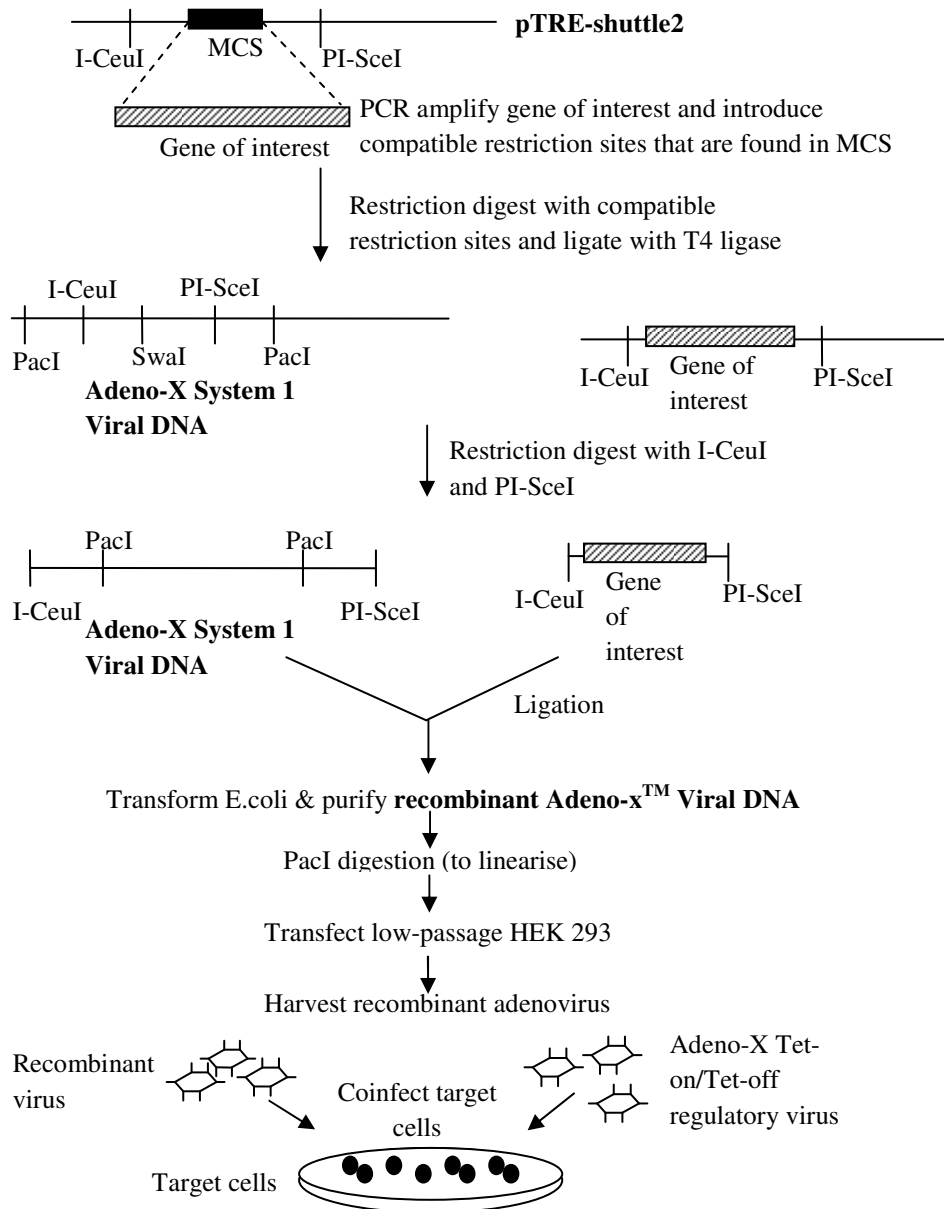 pTRE-shuttle2
I-CeuI
MCS
PI-SceI
PCR amplify gene of interest and introduce
compatible restriction sites that are found in MCS
Gene of interest
Restriction digest with compatible
restriction sites and ligate with T4 ligase
I-CeuI
PI-SceI
PacI
SwaI
PacI
Adeno-X System 1
Viral DNA
I-CeuI
Gene of
interest
PI-SceI
Restriction digest with I-CeuI
and PI-SceI
PacI
PacI
I-CeuI
PI-SceI
Adeno-X System 1
Viral DNA
I-CeuI
Gene
of
interest
PI-SceI
Ligation
Transform E.coli & purify recombinant Adeno-x™ Viral DNA
PacI digestion (to linearise)
Transfect low-passage HEK 293
Harvest recombinant adenovirus
Recombinant
virus
Coinfect target
cells
Adeno-X Tet-
on/Tet-off
regulatory virus
Target cells